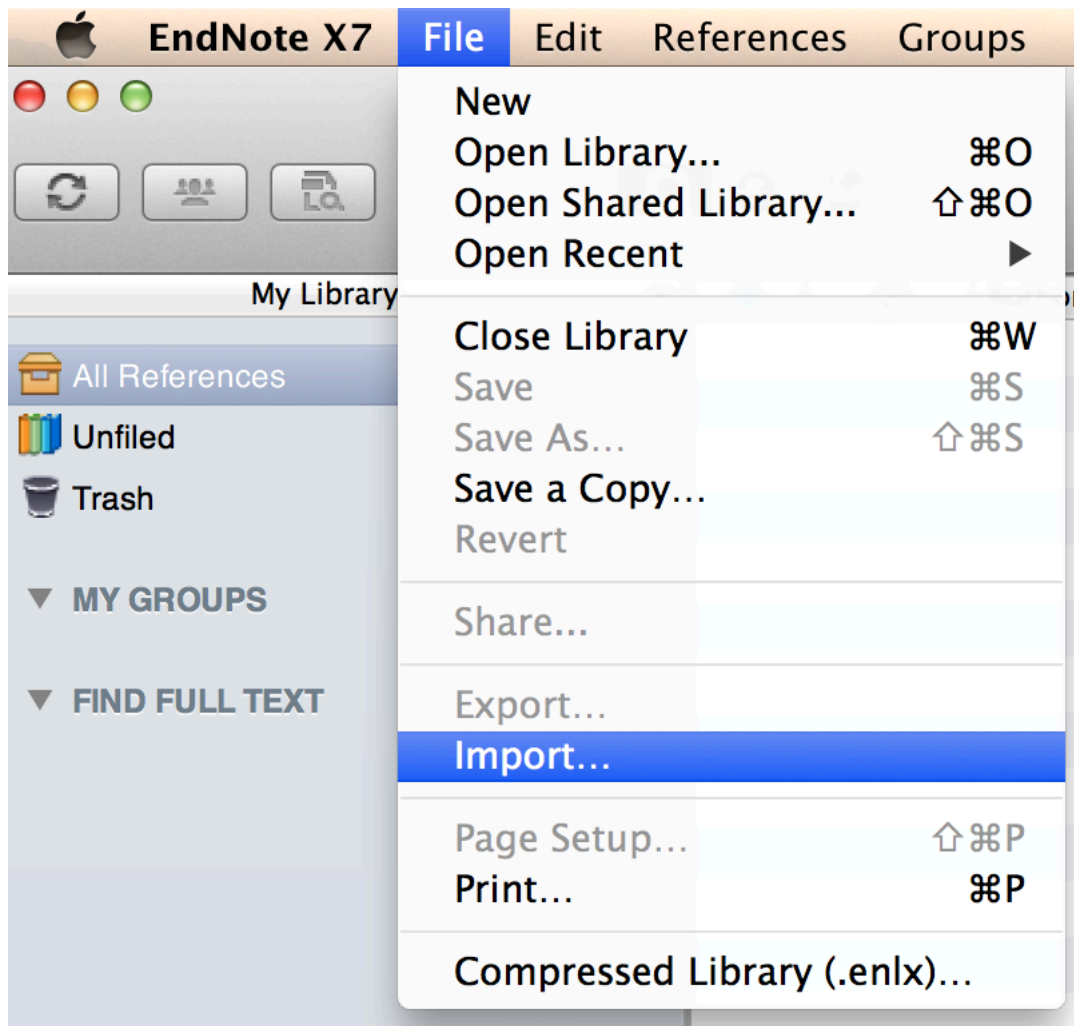 EndNote X7 File Edit References Groups
New
Open Library... ⌘O
Open Shared Library... ⇧⌘O
Open Recent ▶
My Library
Close Library ⌘W
All References
Save ⌘S
Unfiled
Save As... ⇧⌘S
Trash
Save a Copy...
Revert
▼ MY GROUPS
Share...
▼ FIND FULL TEXT
Export...
Import...
Page Setup... ⇧⌘P
Print... ⌘P
Compressed Library (.enlx)...